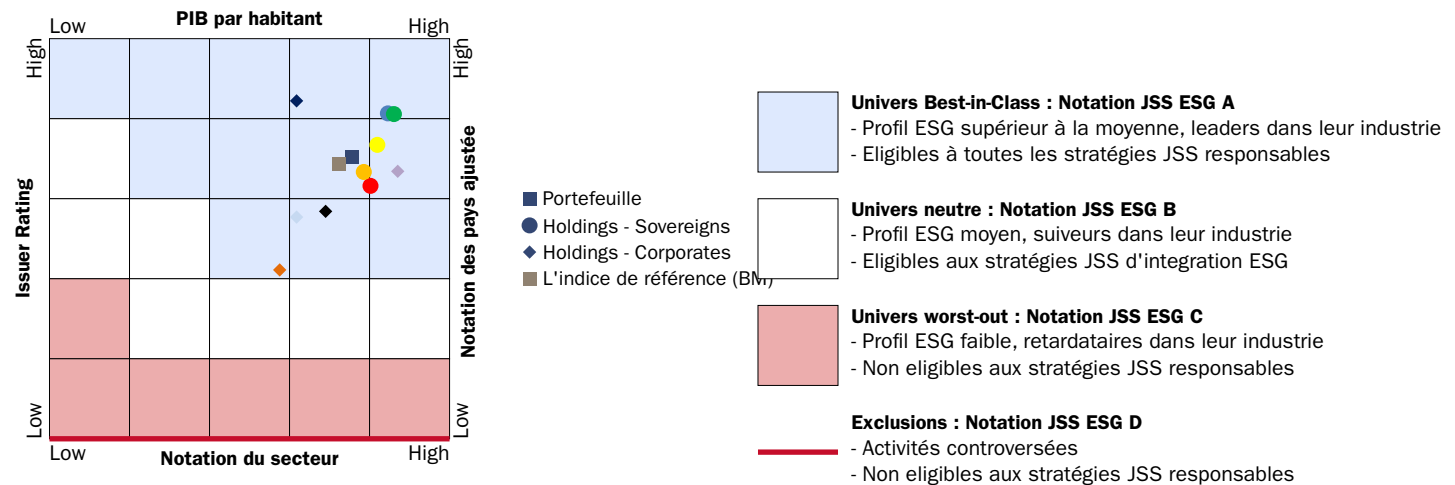 PIB par habitant
Low
High
High
High
Issuer Rating
Notation des pays ajustée
Low
Low
Low
High
Notation du secteur
Portefeuille
Holdings - Sovereigns
Holdings - Corporates
L'indice de référence (BM)
Univers Best-in-Class : Notation JSS ESG A
- Profil ESG supérieur à la moyenne, leaders dans leur industrie
- Eligibles à toutes les stratégies JSS responsables
Univers neutre : Notation JSS ESG B
- Profil ESG moyen, suiveurs dans leur industrie
- Eligibles aux stratégies JSS d'integration ESG
Univers worst-out : Notation JSS ESG C
- Profil ESG faible, retardataires dans leur industrie
- Non eligibles aux stratégies JSS responsables
Exclusions : Notation JSS ESG D
- Activités controversées
- Non eligibles aux stratégies JSS responsables